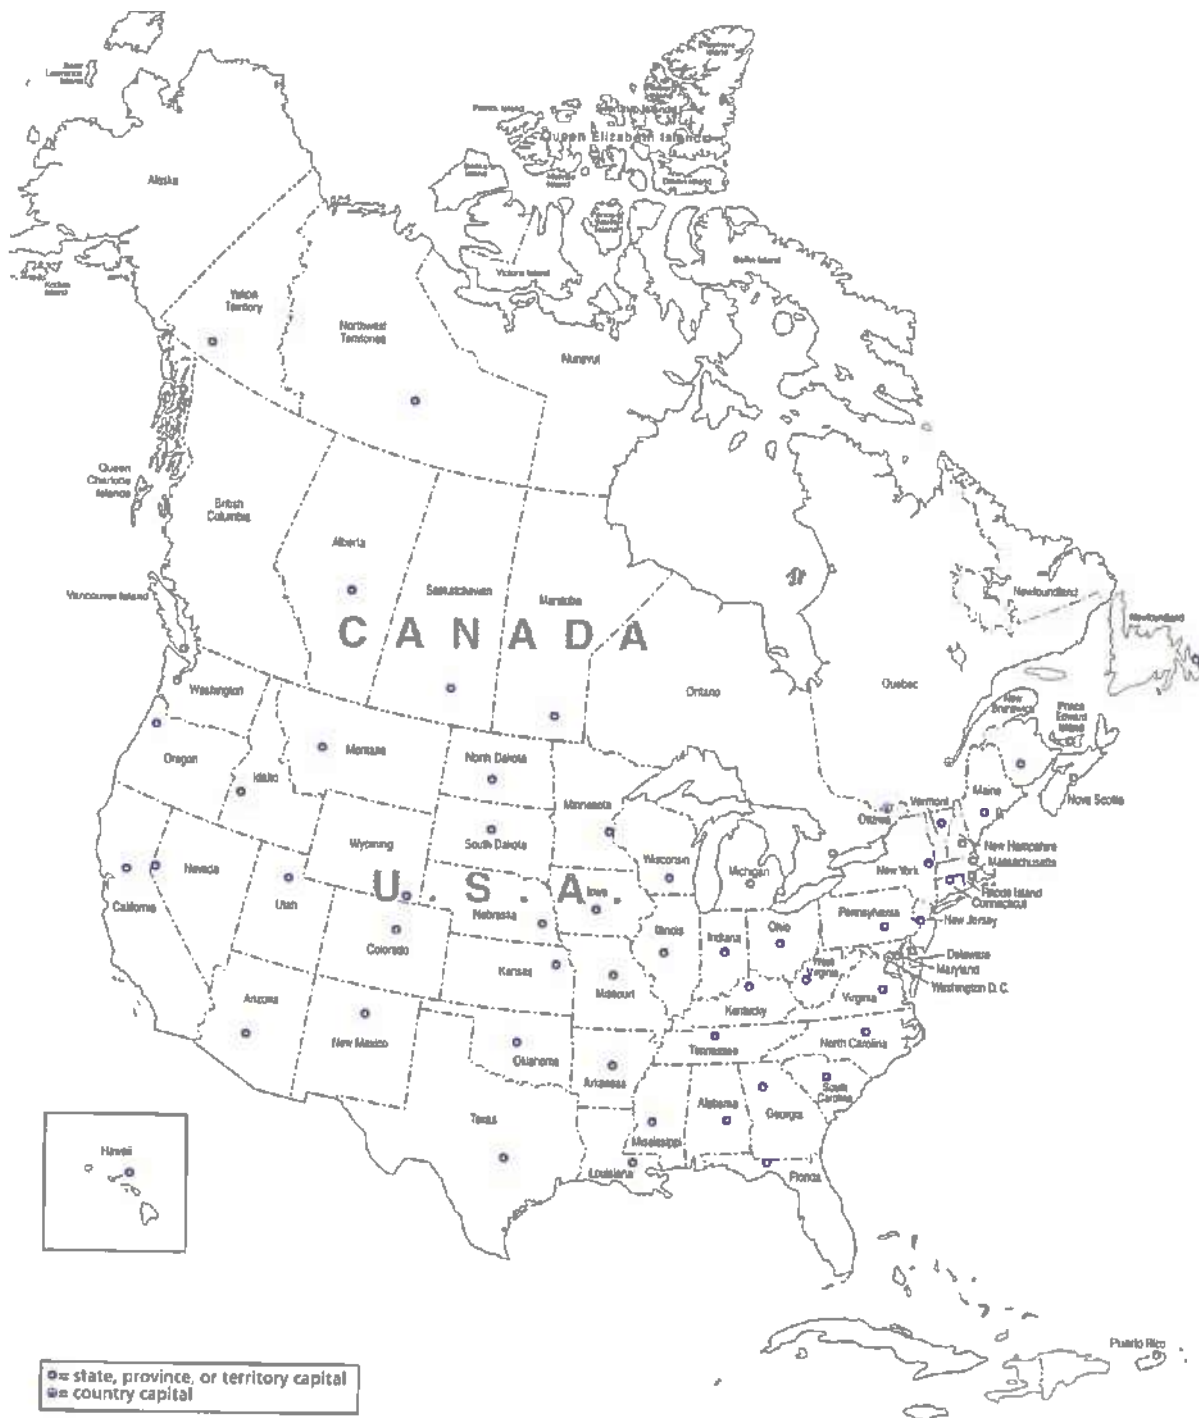 Alaska
Queen Elizabeth Islands
Victoria Island
Baffin Island
Yukon
Territory
Northwest
Territories
Nunavut
Queen
Charlotte
Islands
British
Columbia
Alberta
Saskatchewan
Manitoba
Vancouver Island
CANADA
Newfoundland
Newfoundland
Ontario
Quebec
New
Brunswick
Prince
Edward
Island
Nova Scotia
Washington
Oregon
Idaho
Montana
North Dakota
Minnesota
Ottawa
Vermont
Maine
New Hampshire
Massachusetts
Rhode Island
Connecticut
New York
Wyoming
South Dakota
Wisconsin
Michigan
Nevada
Utah
California
U.S.A.
Nebraska
Iowa
Pennsylvania
New Jersey
Colorado
Kansas
Illinois
Indiana
Ohio
West
Virginia
Delaware
Maryland
Washington D. C.
Missouri
Kentucky
Virginia
Arizona
New Mexico
Oklahoma
Arkansas
Tennessee
North Carolina
South
Carolina
Texas
Mississippi
Alabama
Georgia
Louisiana
Florida
Hawaii
Puerto Rico
= state, province, or territory capital
= country capital